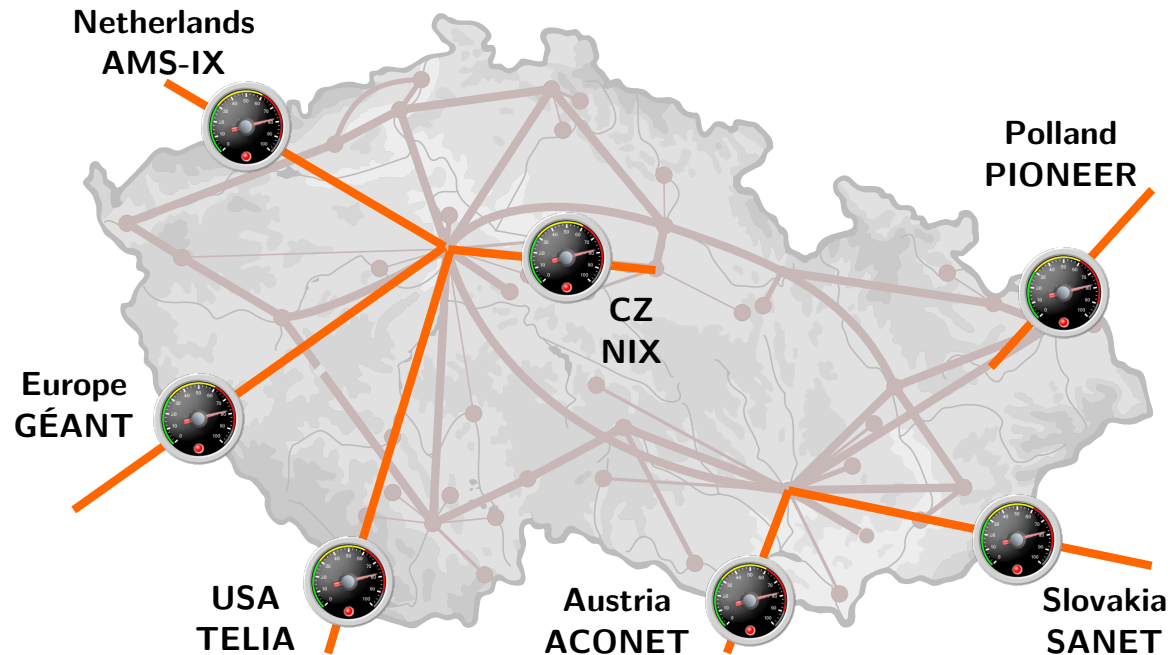 Netherlands
AMS-IX
Polland
PIONEER
CZ
NIX
Europe
GÉANT
USA
TELIA
Austria
ACONET
Slovakia
SANET